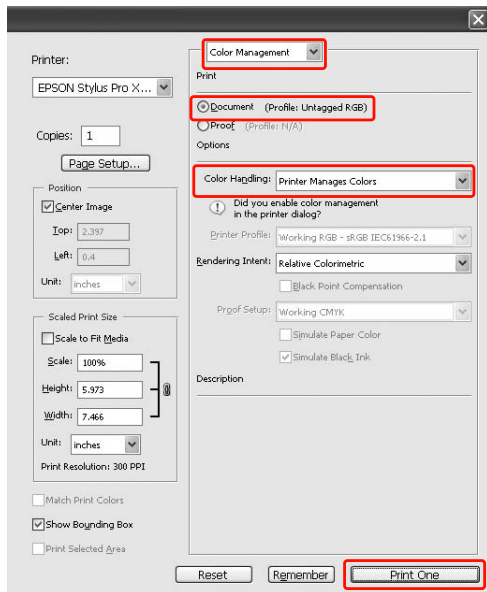 Printer:
EPSON Stylus Pro X...
Copies: 1
Page Setup...
Position
Center Image
Top: 2.397
Left: 0.4
Unit: inches
Scaled Print Size
Scale to Fit Media
Scale: 100%
Height: 5.973
Width: 7.466
Unit: inches
Print Resolution: 300 PPI
Match Print Colors
Show Bounding Box
Print Selected Area
Color Management
Print
Document (Profile: Untagged RGB)
Proof (Profile: N/A)
Options
Color Handling: Printer Manages Colors
Did you enable color management
in the printer dialog?
Printer Profile: Working RGB - sRGB IEC61966-2.1
Rendering Intent: Relative Colorimetric
Black Point Compensation
Proof Setup: Working CMYK
Simulate Paper Color
Simulate Black Ink
Description
Reset
Remember
Print One